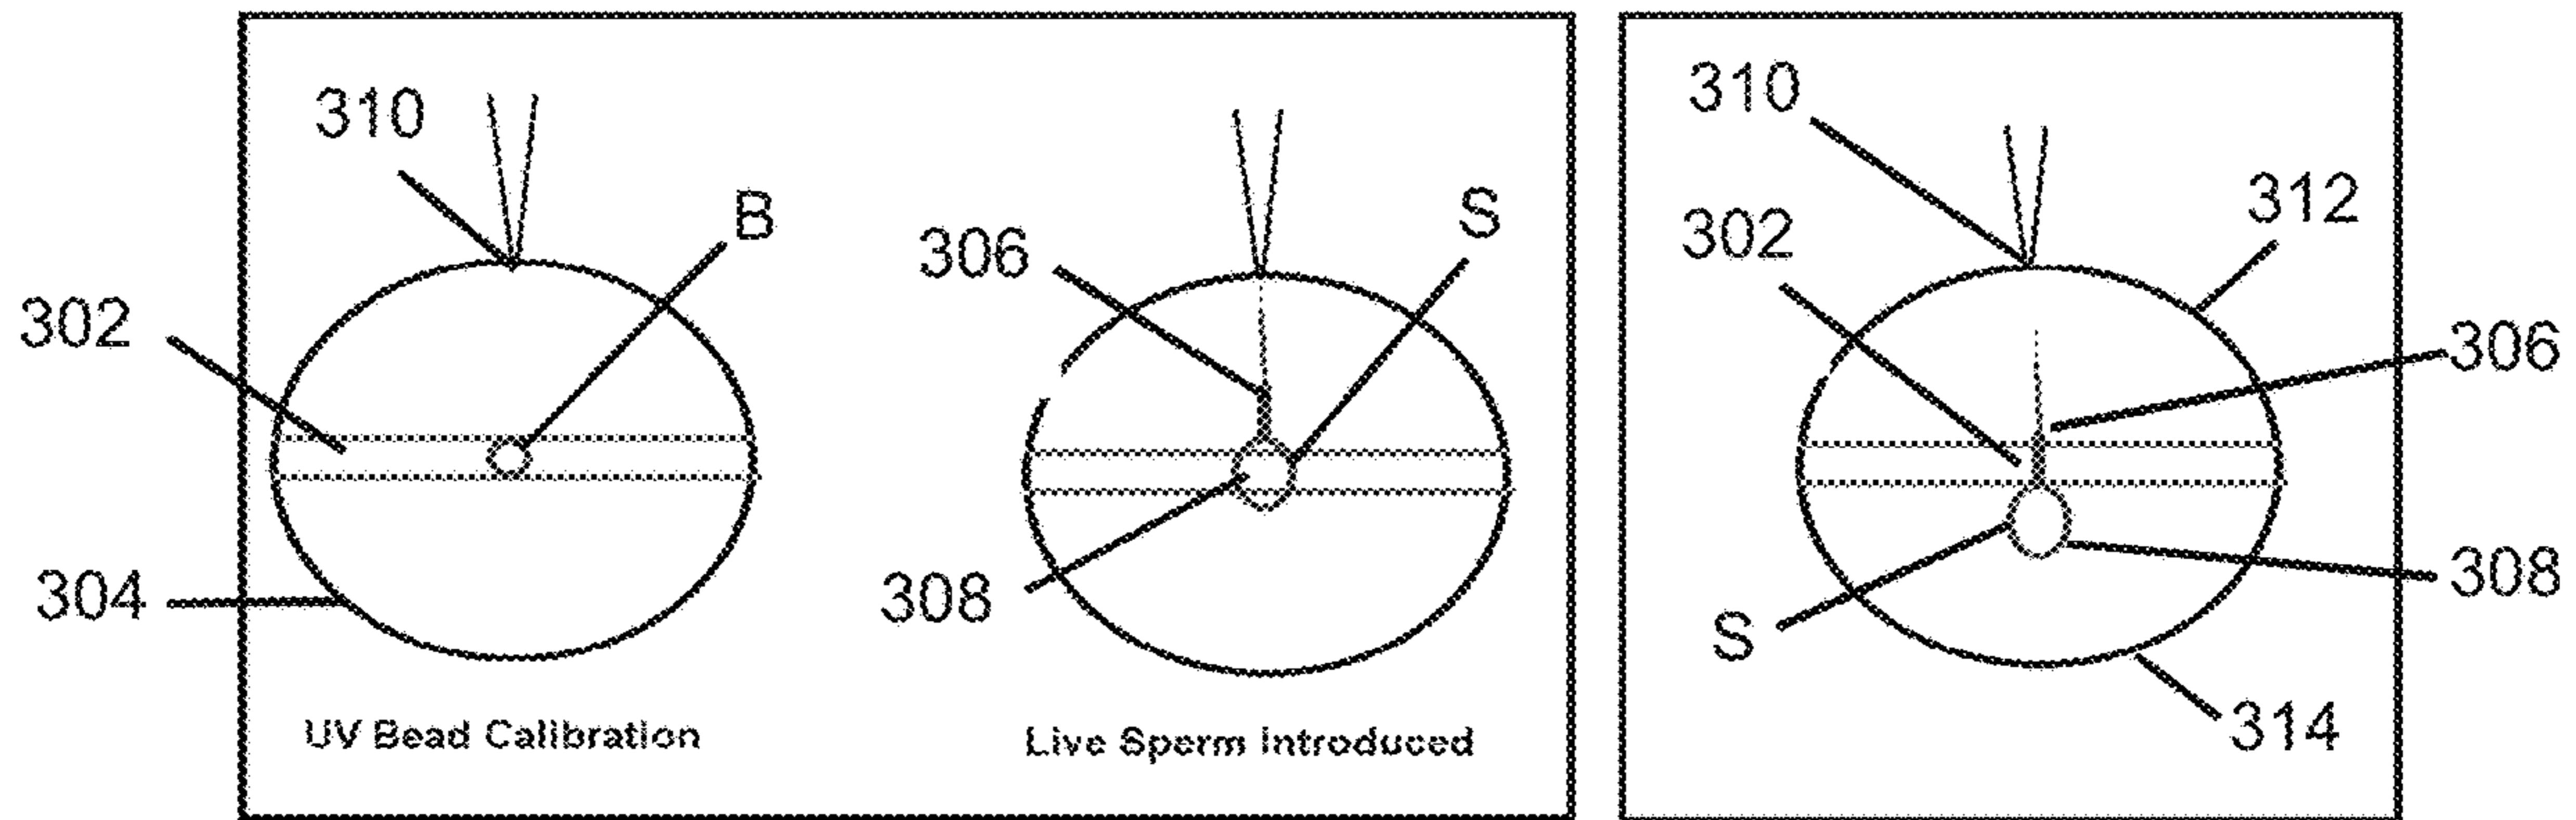 310
B
302
304
UV Bead Calibration
306
S
308
Live Sperm Introduced
310
302
312
306
308
S
314